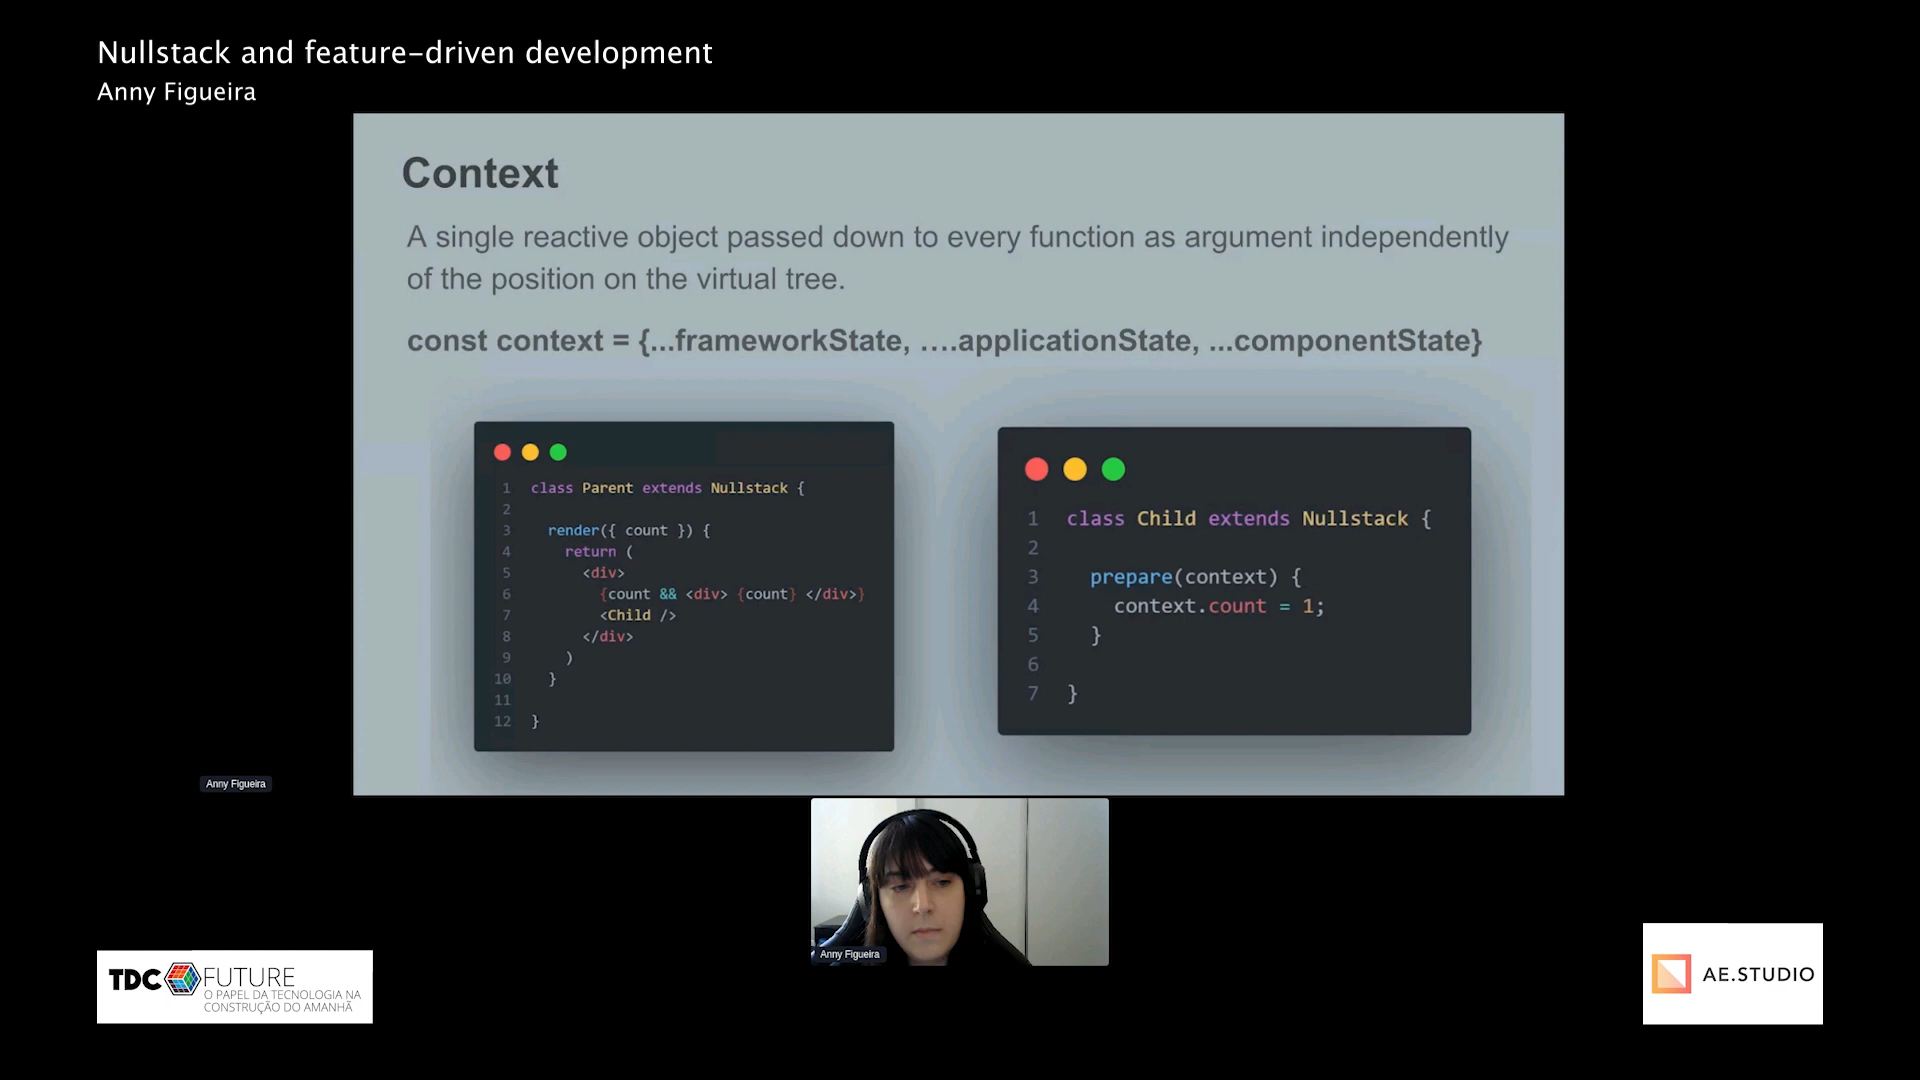 Nullstack and feature-driven development
Anny Figueira
Context
A single reactive object passed down to every function as argument independently
of the position on the virtual tree.
const context = {...frameworkState, ....applicationState, ...componentState}
1 class Parent extends Nullstack {
2
3 render({ count }) {
4 return (
5 <div>
6 {count && <div> {count} </div>}
7 <Child />
8 </div>
9 )
10 }
11
12 }
1 class Child extends Nullstack {
2
3 prepare(context) {
4 context.count = 1;
5 }
6
7 }
Anny Figueira
Anny Figueira
TDC FUTURE
O PAPEL DA TECNOLOGIA NA
CONSTRUÇÃO DO AMANHÃ
AE.STUDIO